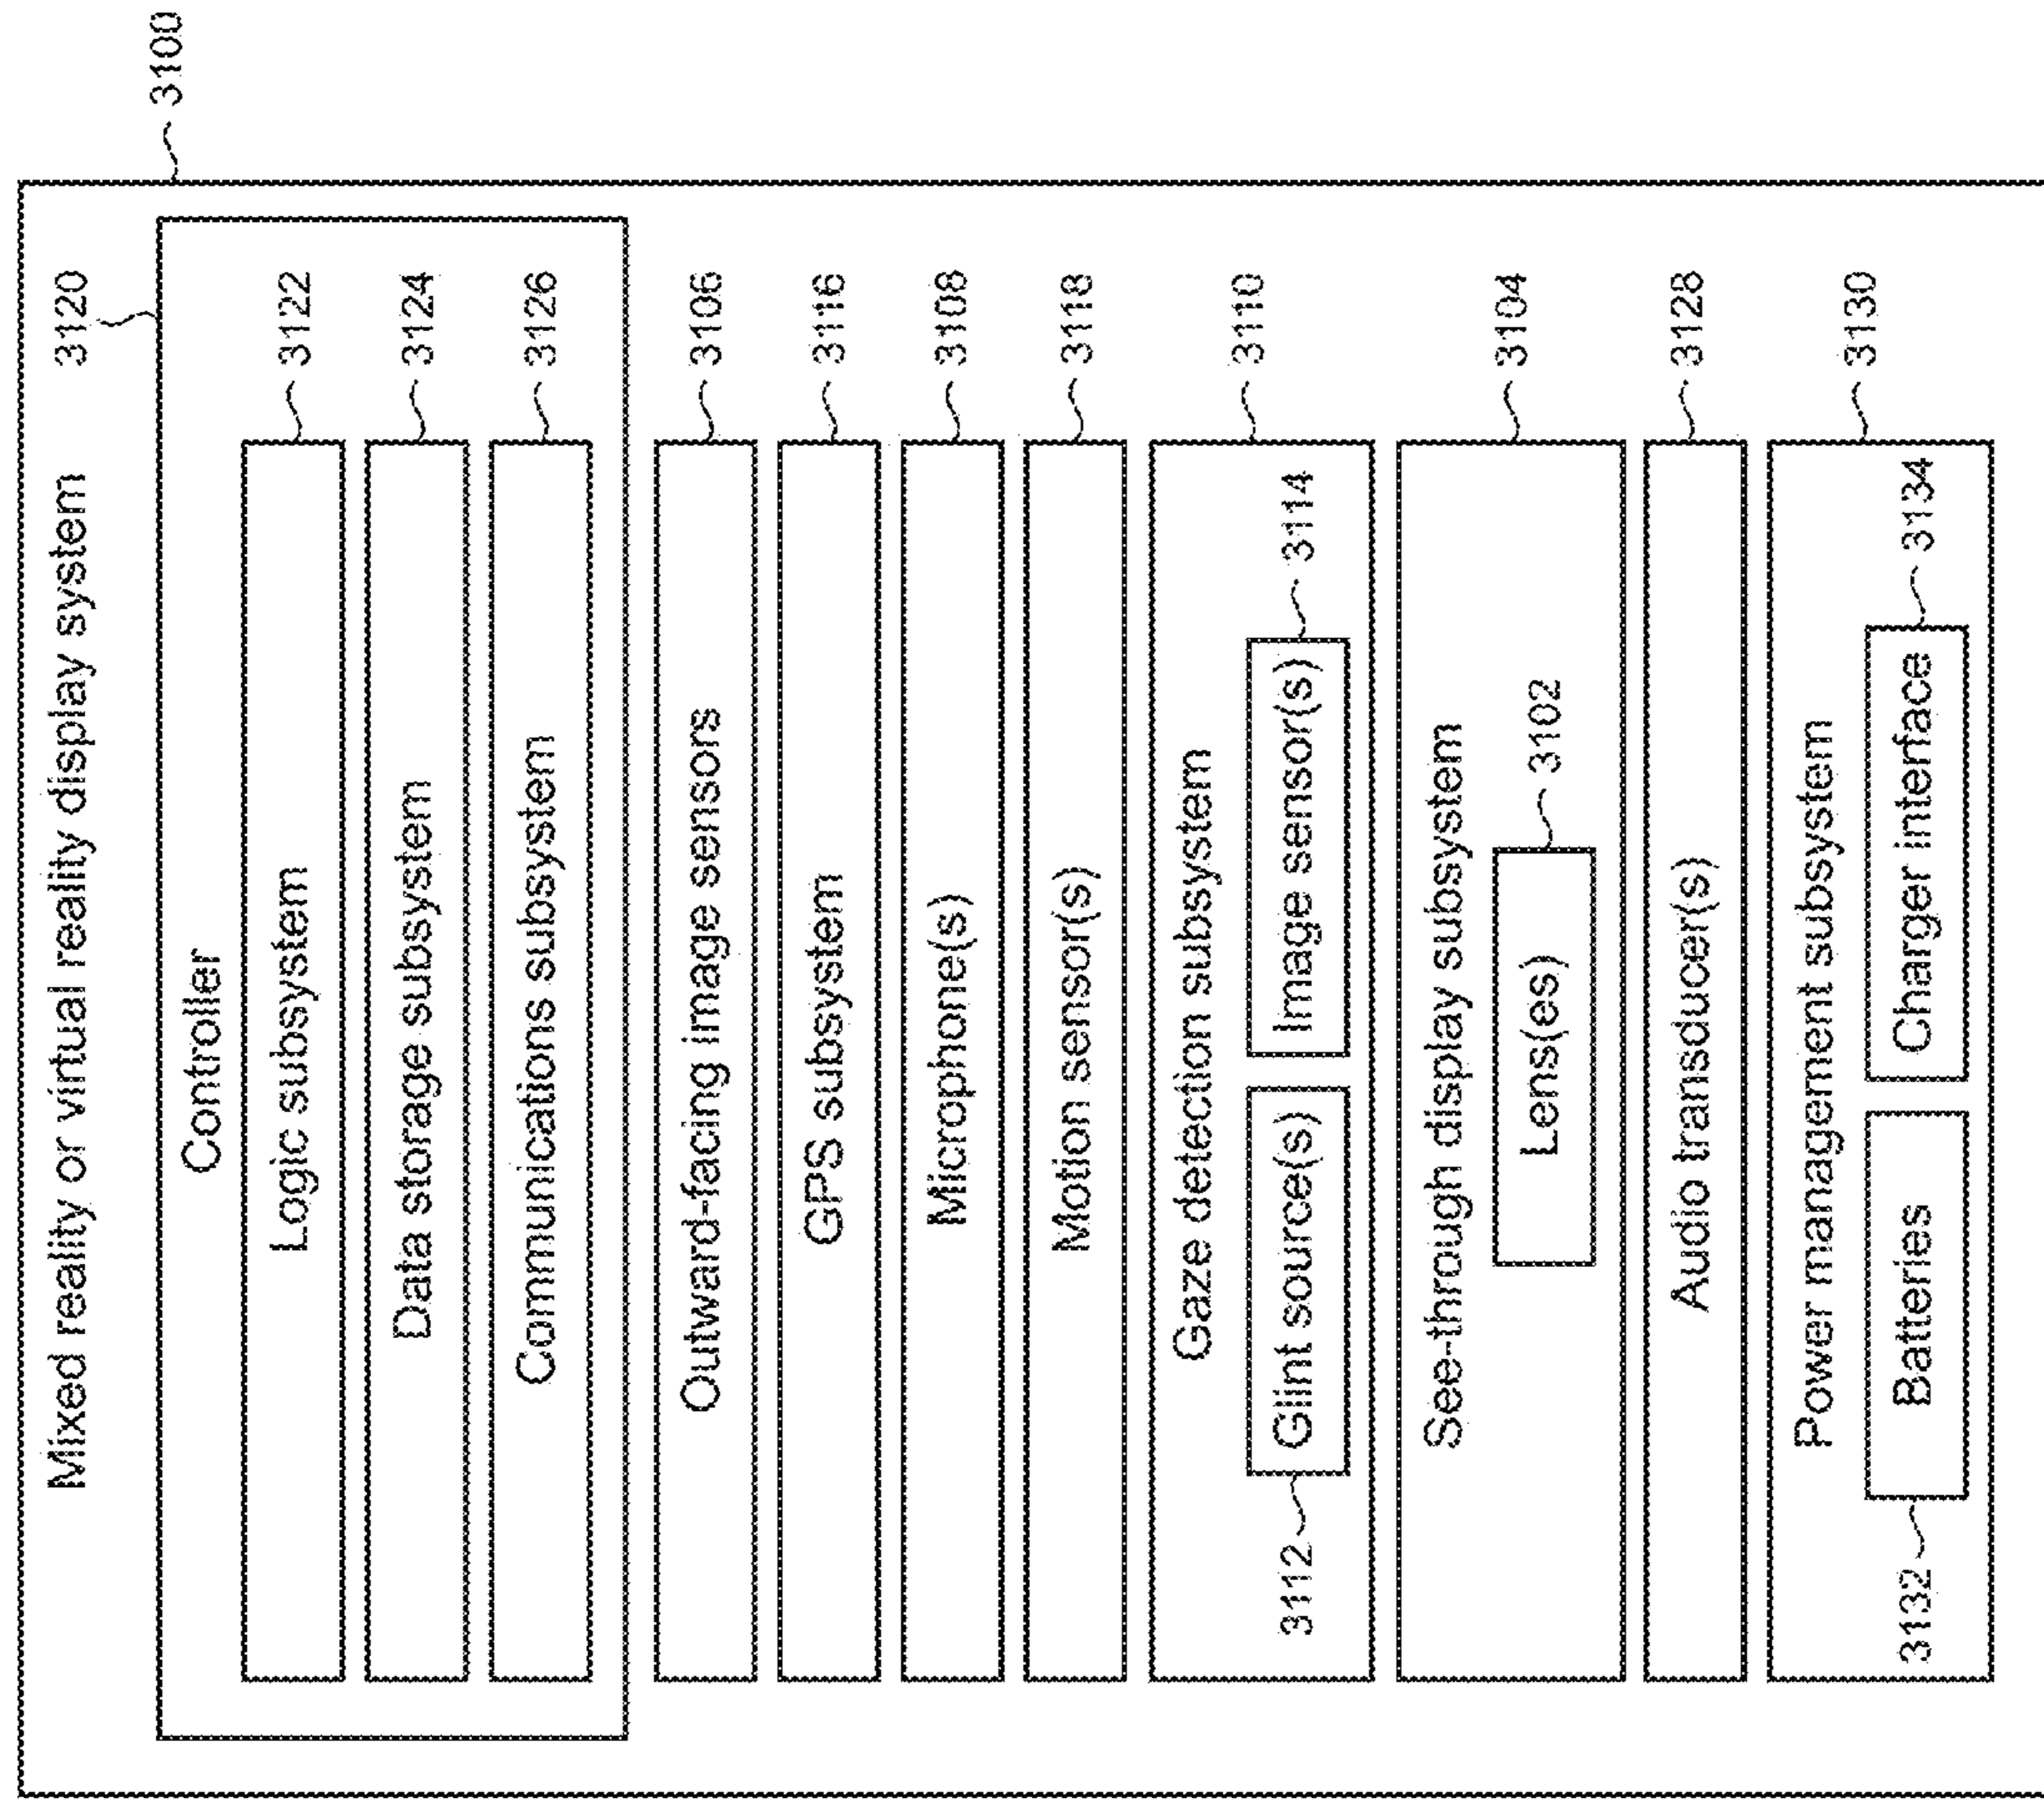 3100
Mixed reality or virtual reality display system 3120
Controller
Logic subsystem 3122
Data storage subsystem 3124
Communications subsystem 3126
Outward-facing image sensors 3106
GPS subsystem 3116
Microphone(s) 3108
Motion sensor(s) 3118
Gaze detection subsystem 3110
3112 Glint source(s) Image sensor(s) 3114
See-through display subsystem 3104
Lens(es) 3102
Audio transducer(s) 3128
Power management subsystem 3130
3132 Batteries Charger interface 3134